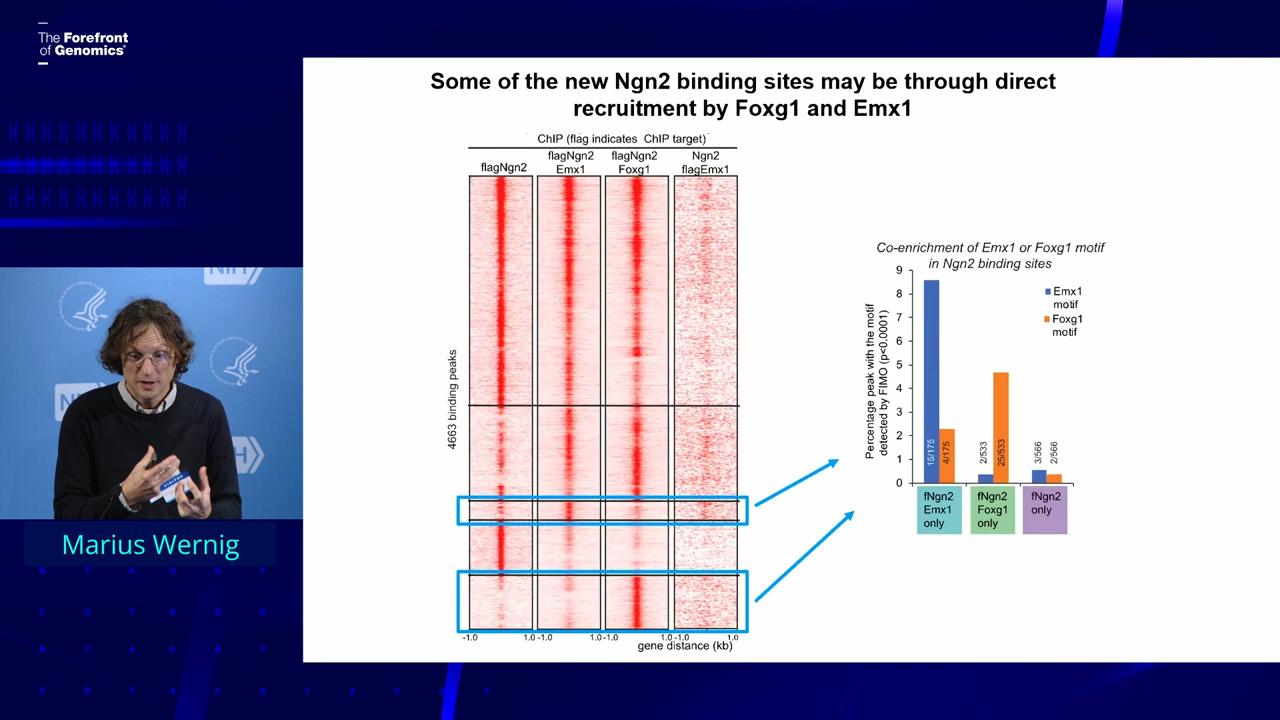 The Forefront
of Genomics®
Some of the new Ngn2 binding sites may be through direct
recruitment by Foxg1 and Emx1
ChIP (flag indicates ChIP target)
flagNgn2
flagNgn2
Emx1
flagNgn2
Foxg1
Ngn2
flagEmx1
4663 binding peaks
-1.0
1.0
-1.0
1.0
-1.0
1.0
-1.0
1.0
gene distance (kb)
Co-enrichment of Emx1 or Foxg1 motif
in Ngn2 binding sites
Percentage peak with the motif
detected by FIMO (p<0.0001)
9
8
7
6
5
4
3
2
1
0
Emx1
motif
Foxg1
motif
15/175
4/175
2/533
25/533
3/566
2/566
fNgn2
Emx1
only
fNgn2
Foxg1
only
fNgn2
only
NIH
Marius Wernig